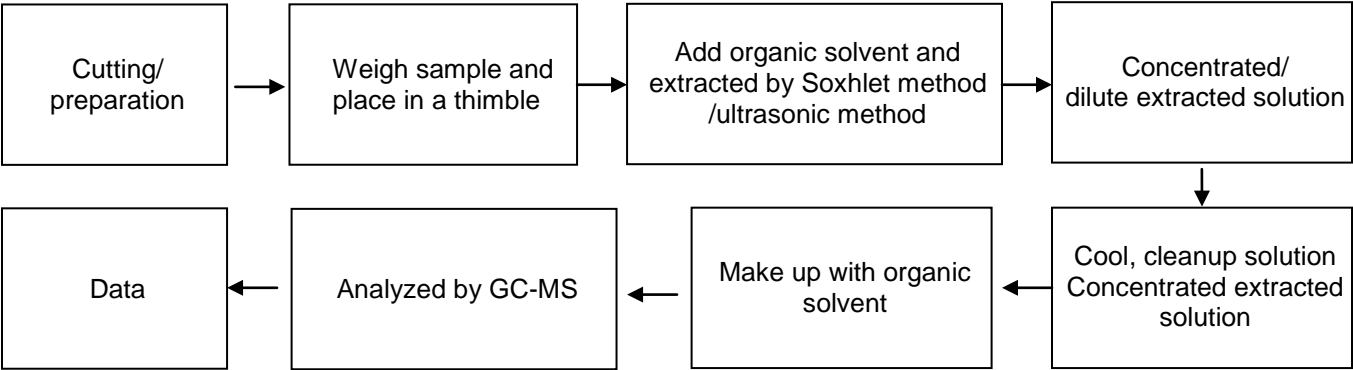 Cutting/
preparation
Weigh sample and
place in a thimble
Add organic solvent and
extracted by Soxhlet method
/ultrasonic method
Concentrated/
dilute extracted solution
Cool, cleanup solution
Concentrated extracted
solution
Make up with organic
solvent
Analyzed by GC-MS
Data